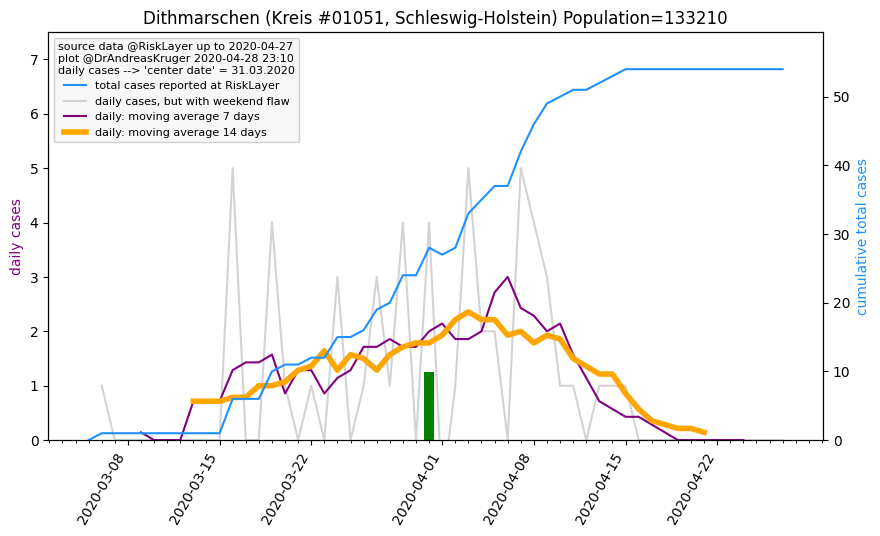 Dithmarschen (Kreis #01051, Schleswig-Holstein) Population=133210
source data @RiskLayer up to 2020-04-27
plot @DrAndreasKruger 2020-04-28 23:10
daily cases --> 'center date' = 31.03.2020
total cases reported at RiskLayer
daily cases, but with weekend flaw
daily: moving average 7 days
daily: moving average 14 days
daily cases
7
6
5
4
3
2
1
0
50
40
30
20
10
0
cumulative total cases
2020-03-08
2020-03-15
2020-03-22
2020-04-01
2020-04-08
2020-04-15
2020-04-22